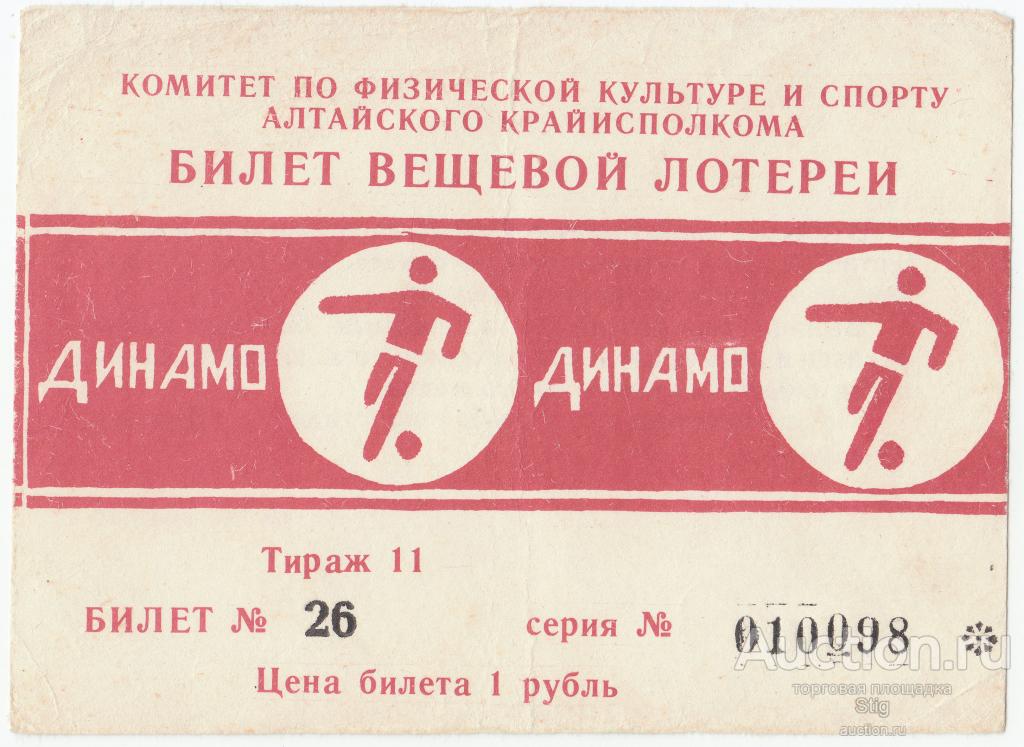 КОМИТЕТ ПО ФИЗИЧЕСКОЙ КУЛЬТУРЕ И СПОРТУ
АЛТАЙСКОГО КРАЙИСПОЛКОМА
БИЛЕТ ВЕЩЕВОЙ ЛОТЕРЕИ
ДИНАМО ДИНАМО
Тираж 11
БИЛЕТ № 26 серия № 010098
Цена билета 1 рубль
Auction.ru
торговая площадка
Stig
auction.ru